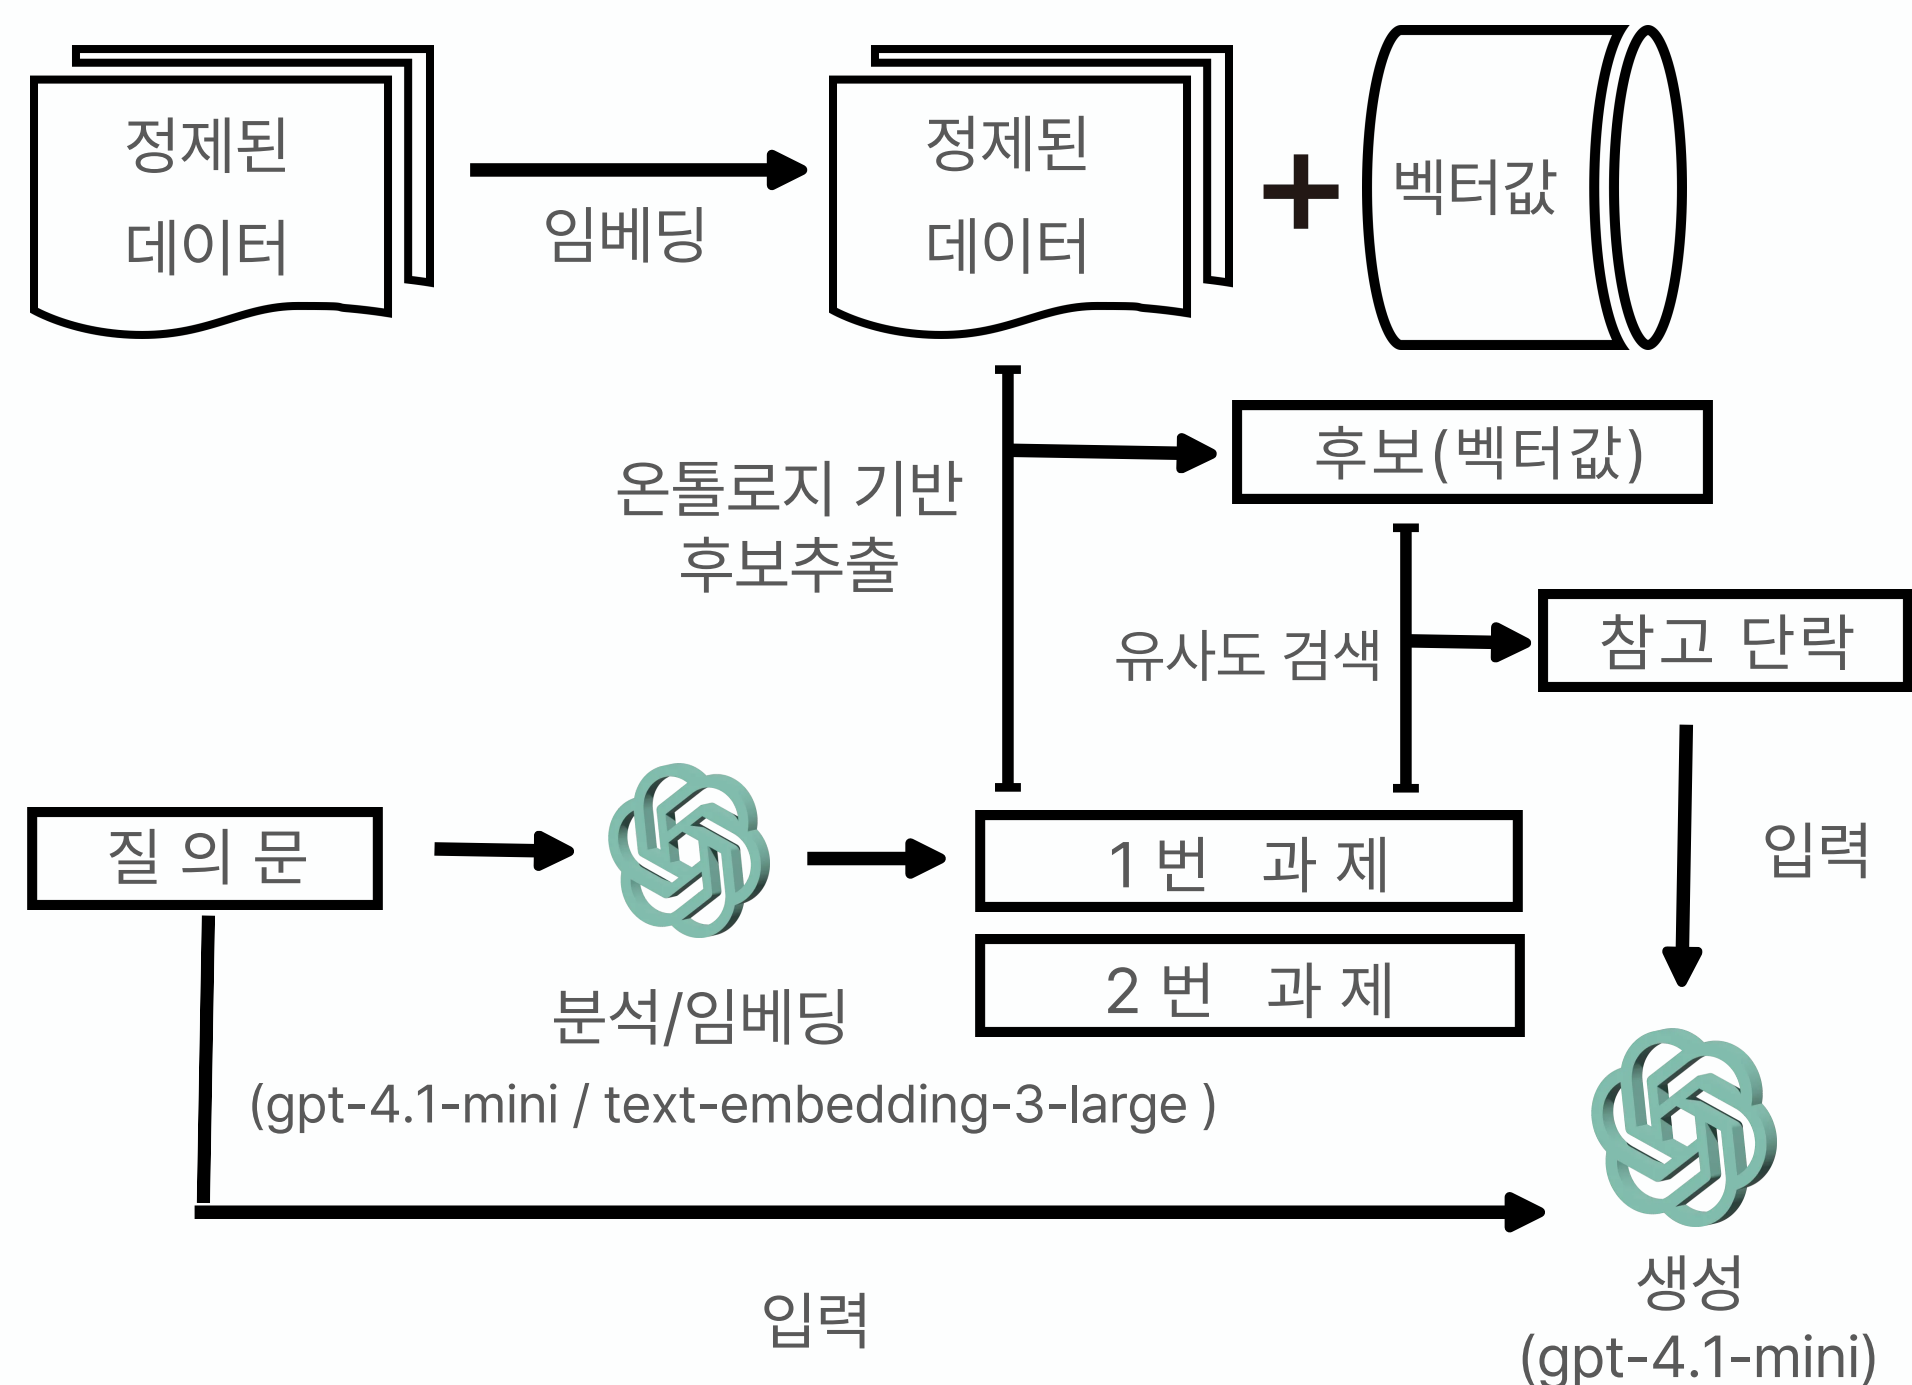 정제된
데이터
임베딩
정제된
데이터
벡터값
후보(벡터값)
온톨로지 기반
후보추출
유사도 검색
참고 단락
질의문
1번 과제
2번 과제
입력
분석/임베딩
(gpt-4.1-mini / text-embedding-3-large )
생성
(gpt-4.1-mini)
입력